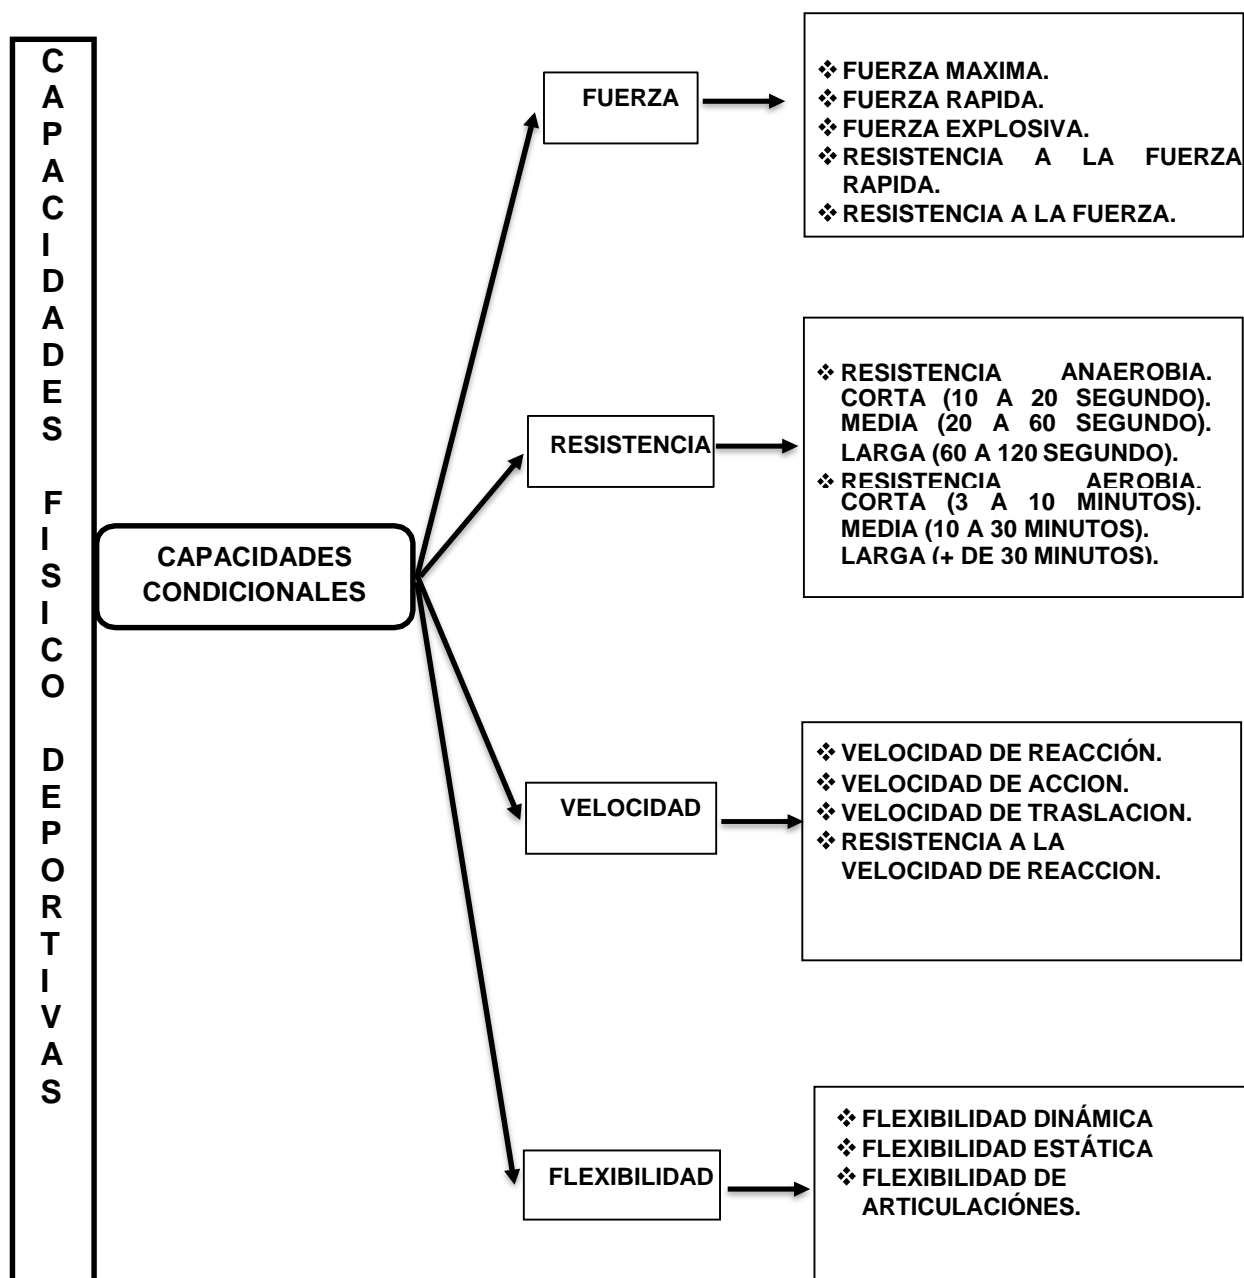 CAPACIDADES FISICO DEPORTIVAS
CAPACIDADES
CONDICIONALES
FUERZA
❖ FUERZA MAXIMA.
❖ FUERZA RAPIDA.
❖ FUERZA EXPLOSIVA.
❖ RESISTENCIA A LA FUERZA
RAPIDA.
❖ RESISTENCIA A LA FUERZA.
RESISTENCIA
❖ RESISTENCIA ANAEROBIA.
CORTA (10 A 20 SEGUNDO).
MEDIA (20 A 60 SEGUNDO).
LARGA (60 A 120 SEGUNDO).
❖ RESISTENCIA AEROBIA.
CORTA (3 A 10 MINUTOS).
MEDIA (10 A 30 MINUTOS).
LARGA (+ DE 30 MINUTOS).
VELOCIDAD
❖ VELOCIDAD DE REACCIÓN.
❖ VELOCIDAD DE ACCION.
❖ VELOCIDAD DE TRASLACION.
❖ RESISTENCIA A LA
VELOCIDAD DE REACCION.
FLEXIBILIDAD
❖ FLEXIBILIDAD DINÁMICA
❖ FLEXIBILIDAD ESTÁTICA
❖ FLEXIBILIDAD DE
ARTICULACIÓNES.